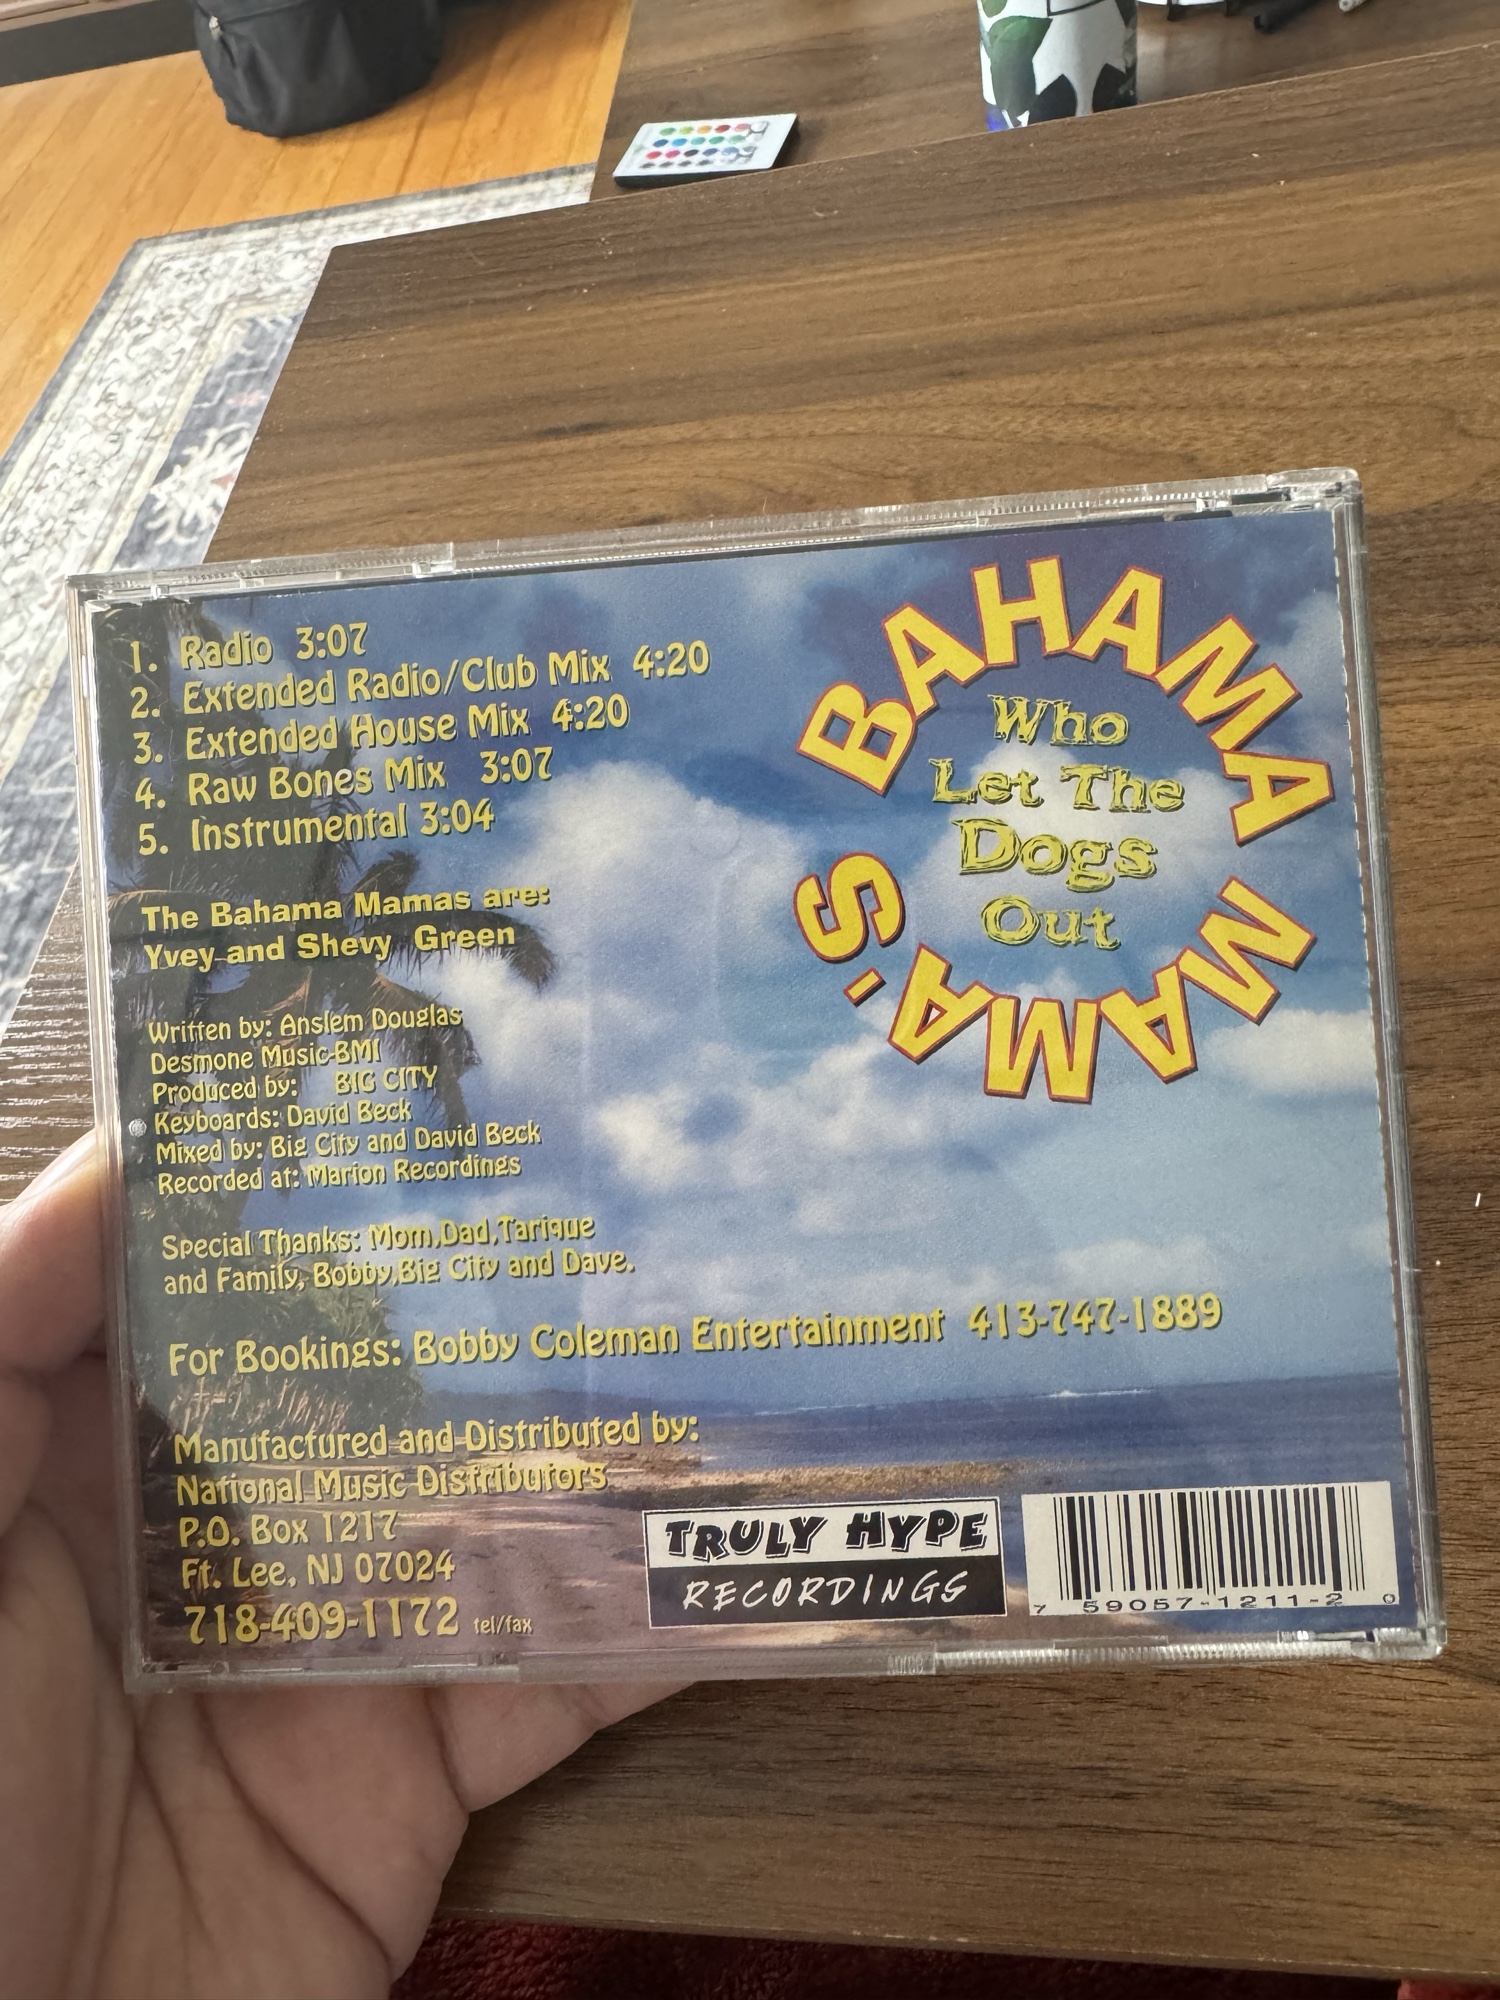 1. Radio 3:07
2. Extended Radio/Club Mix 4:20
3. Extended House Mix 4:20
4. Raw Bones Mix 3:07
5. Instrumental 3:04
The Bahama Mamas are:
Yvey and Shevy Green
Written by: Anslem Douglas
Desmone Music-BMI
Produced by: BIG CITY
Keyboards: David Beck
Mixed by: Big City and David Beck
Recorded at: Marion Recordings
Special Thanks: Mom,Dad,Tarique
and Family, Bobby,Big City and Dave.
For Bookings: Bobby Coleman Entertainment 413-747-1889
Manufactured and Distributed by:
National Music Distributors
P.O. Box 1217
Ft. Lee, NJ 07024
718-409-1172 tel/fax
BAHAMA MAMA'S
Who
Let The
Dogs
Out
TRULY HYPE
RECORDINGS
7 59057-1211-2 0